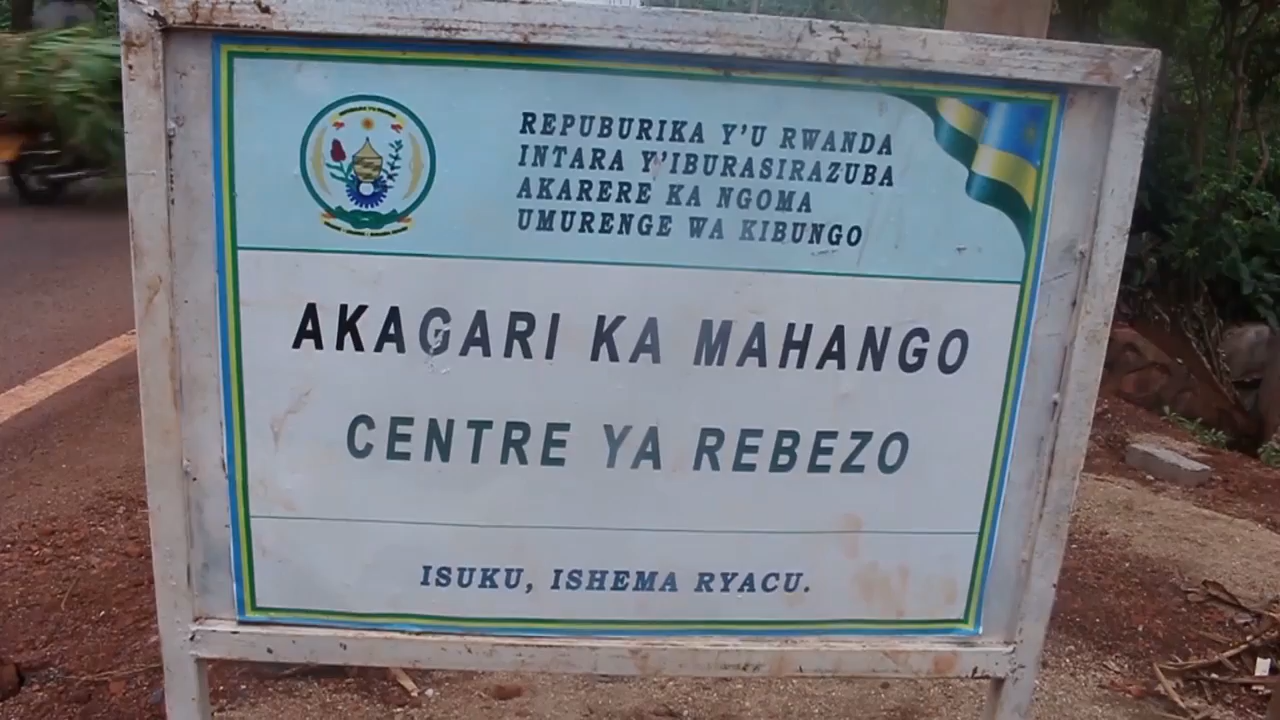 REPUBURIKA Y'U RWANDA
INTARA Y'IBURASIRAZUBA
AKARERE KA NGOMA
UMURENGE WA KIBUNGO
AKAGARI KA MAHANGO
CENTRE YA REBEZO
ISUKU, ISHEMA RYACU.